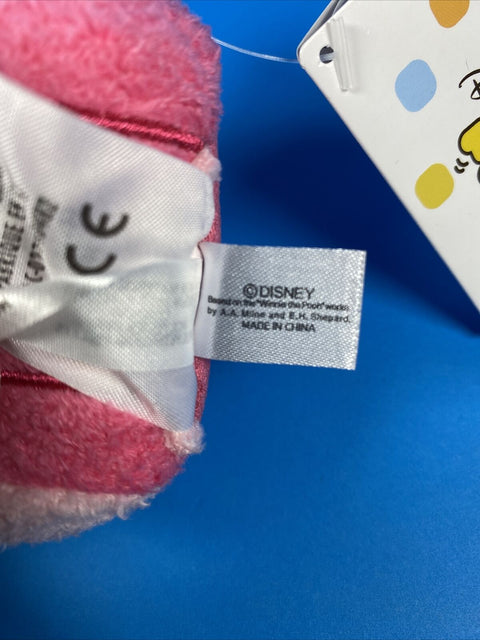 CE
©DISNEY
Based on the "Winnie the Pooh" works
by A.A. Milne and E.H. Shepard.
MADE IN CHINA